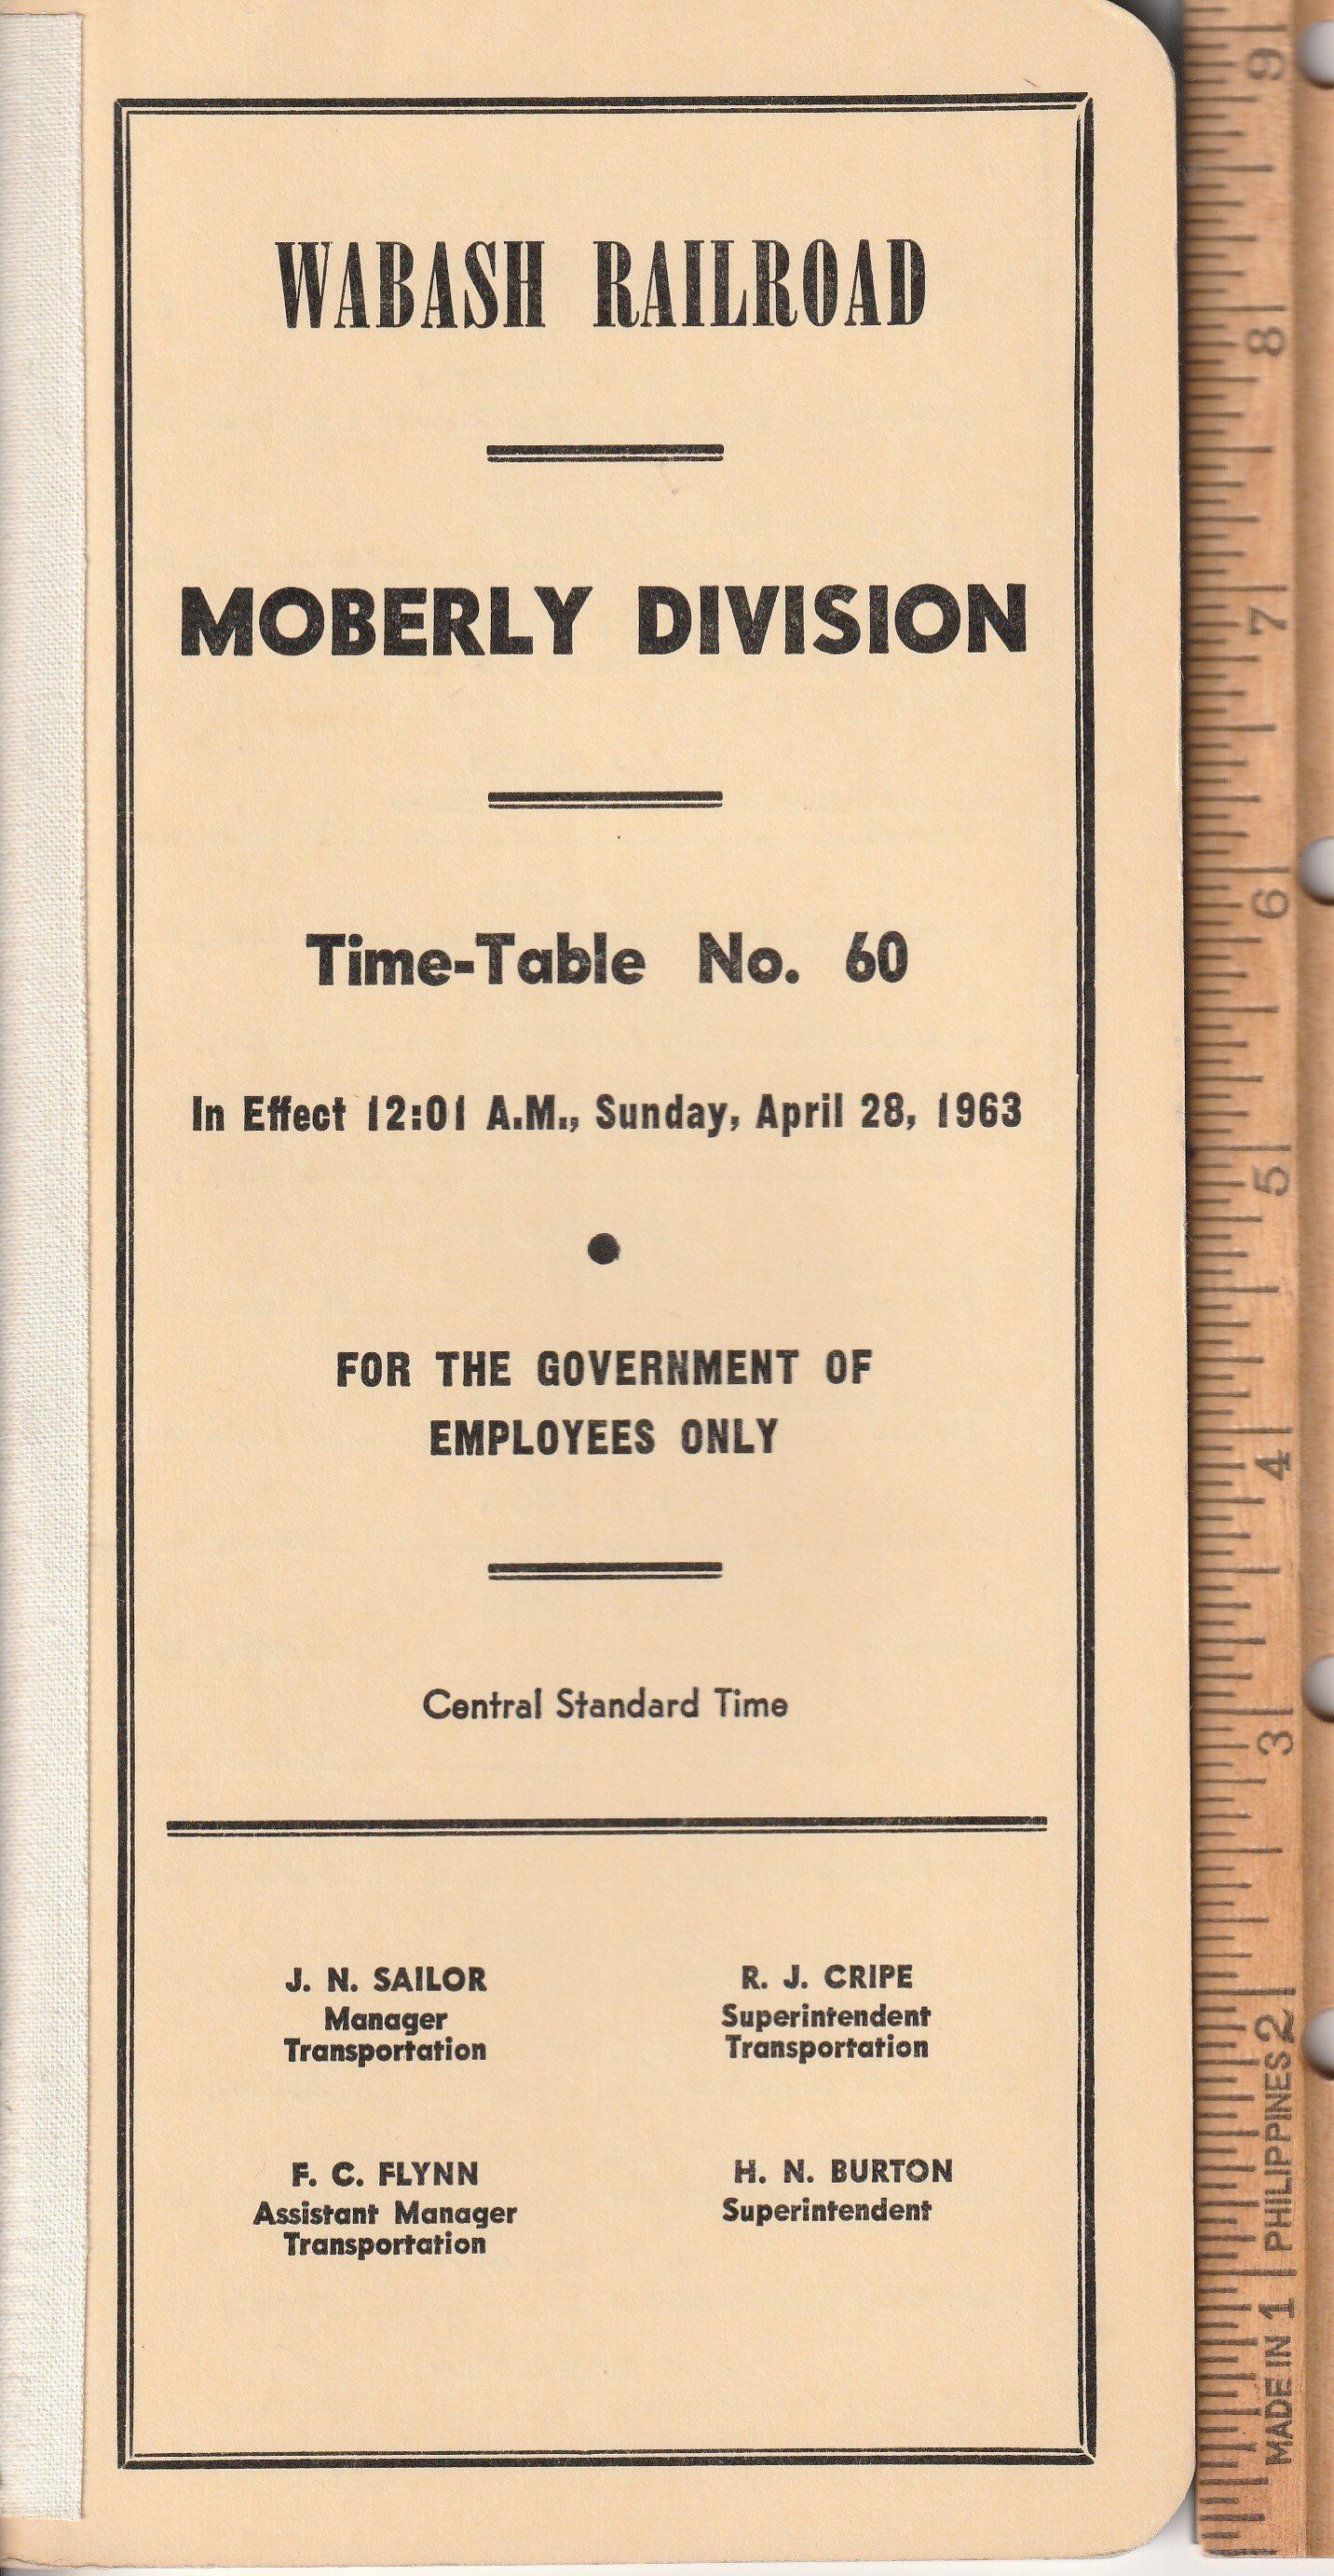 WABASH RAILROAD
MOBERLY DIVISION
Time-Table No. 60
In Effect 12:01 A.M., Sunday, April 28, 1963
FOR THE GOVERNMENT OF
EMPLOYEES ONLY
Central Standard Time
J. N. SAILOR
Manager
Transportation
R. J. CRIPE
Superintendent
Transportation
F. C. FLYNN
Assistant Manager
Transportation
H. N. BURTON
Superintendent
MADE IN 1 PHILIPPINES 2 3 4 5 6 7 8 9